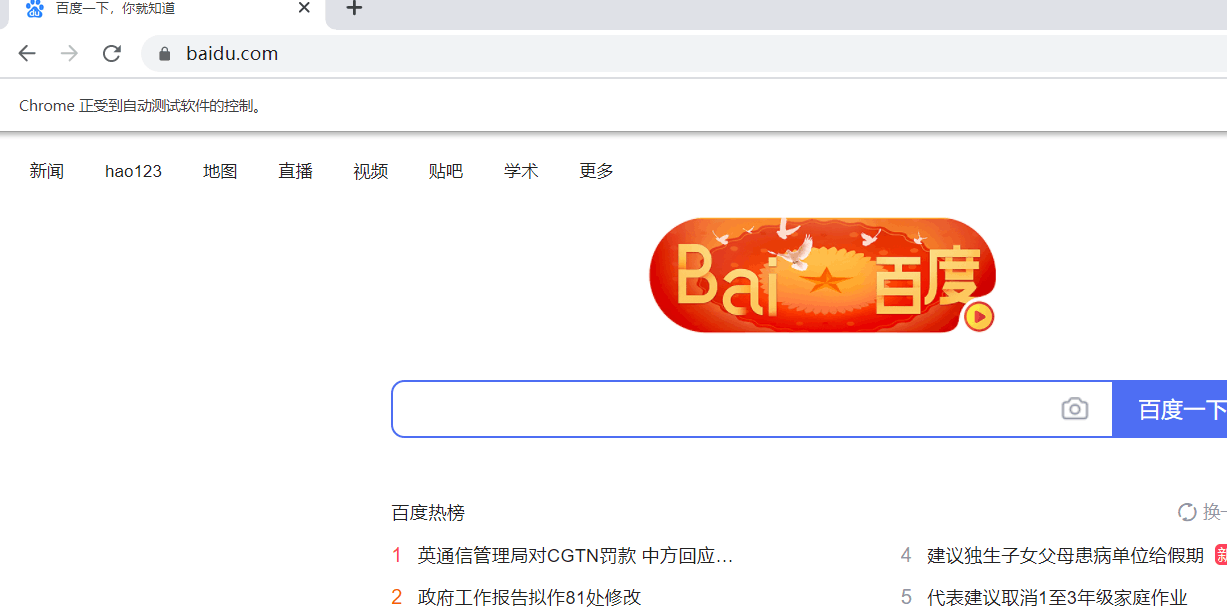 百度一下，你就知道
baidu.com
Chrome 正受到自动测试软件的控制。
新闻 hao123 地图 直播 视频 贴吧 学术 更多
Bai 百度
百度一下
百度热榜 换一
1 英通信管理局对CGTN罚款 中方回应… 4 建议独生子女父母患病单位给假期 新
2 政府工作报告拟作81处修改 5 代表建议取消1至3年级家庭作业